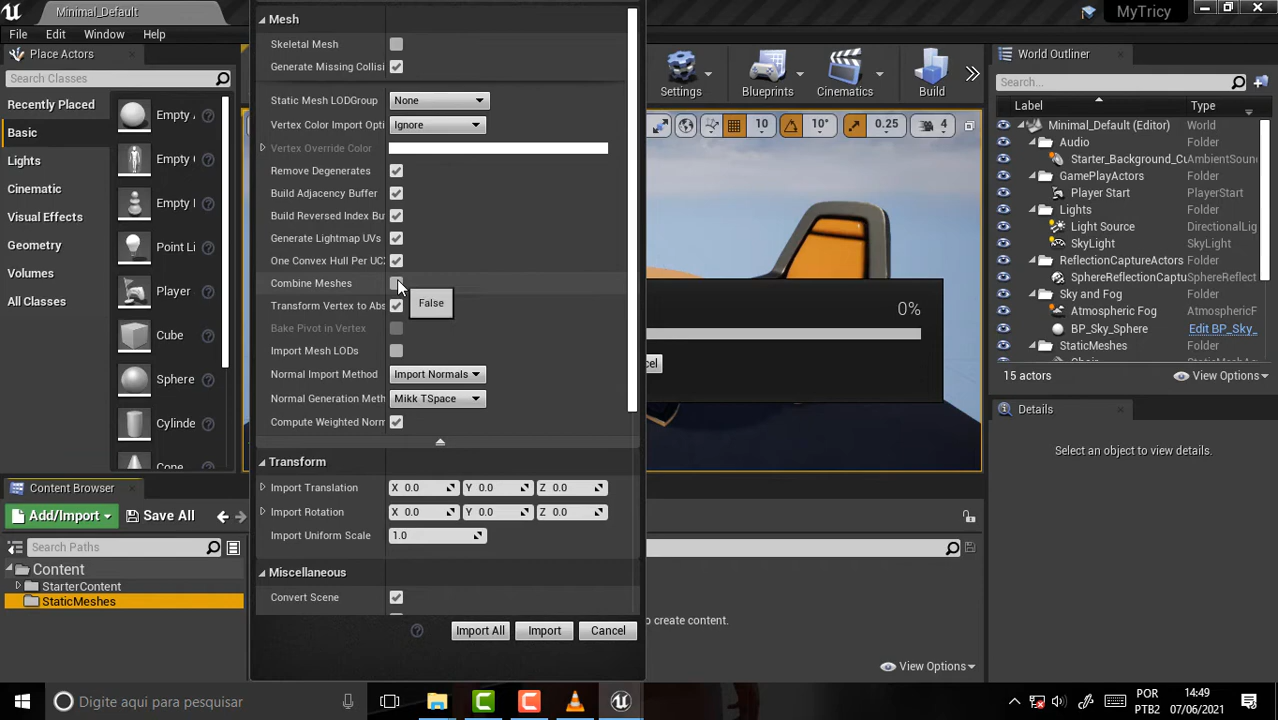 Minimal_Default
MyTricy
File Edit Window Help
Place Actors
Search Classes
Recently Placed
Basic
Lights
Cinematic
Visual Effects
Geometry
Volumes
All Classes
Empty
Empty
Empty
Point Li
Player
Cube
Sphere
Cylinde
Cone
Mesh
Skeletal Mesh
Generate Missing Collisi
Static Mesh LODGroup None
Vertex Color Import Opti Ignore
Vertex Override Color
Remove Degenerates
Build Adjacency Buffer
Build Reversed Index Bu
Generate Lightmap UVs
One Convex Hull Per UC
Combine Meshes
False
Transform Vertex to Abs
Bake Pivot in Vertex
Import Mesh LODs
Normal Import Method Import Normals
Normal Generation Meth Mikk TSpace
Compute Weighted Norm
Transform
Import Translation X 0.0 Y 0.0 Z 0.0
Import Rotation X 0.0 Y 0.0 Z 0.0
Import Uniform Scale 1.0
Miscellaneous
Convert Scene
Import All Import Cancel
Settings Blueprints Cinematics Build
10 10° 0.25 4
0%
cel
World Outliner
Search...
Label Type
Minimal_Default (Editor) World
Audio Folder
Starter_Background_Cu AmbientSoun
GamePlayActors Folder
Player Start PlayerStart
Lights Folder
Light Source DirectionalLig
SkyLight SkyLight
ReflectionCaptureActors Folder
SphereReflectionCaptu SphereReflec
Sky and Fog Folder
Atmospheric Fog AtmosphericF
BP_Sky_Sphere Edit BP_Sky_
StaticMeshes Folder
15 actors View Options
Details
Select an object to view details.
Content Browser
Add/Import Save All
Search Paths
Content
StarterContent
StaticMeshes
to create content.
View Options
Digite aqui para pesquisar
POR
PTB2
14:49
07/06/2021